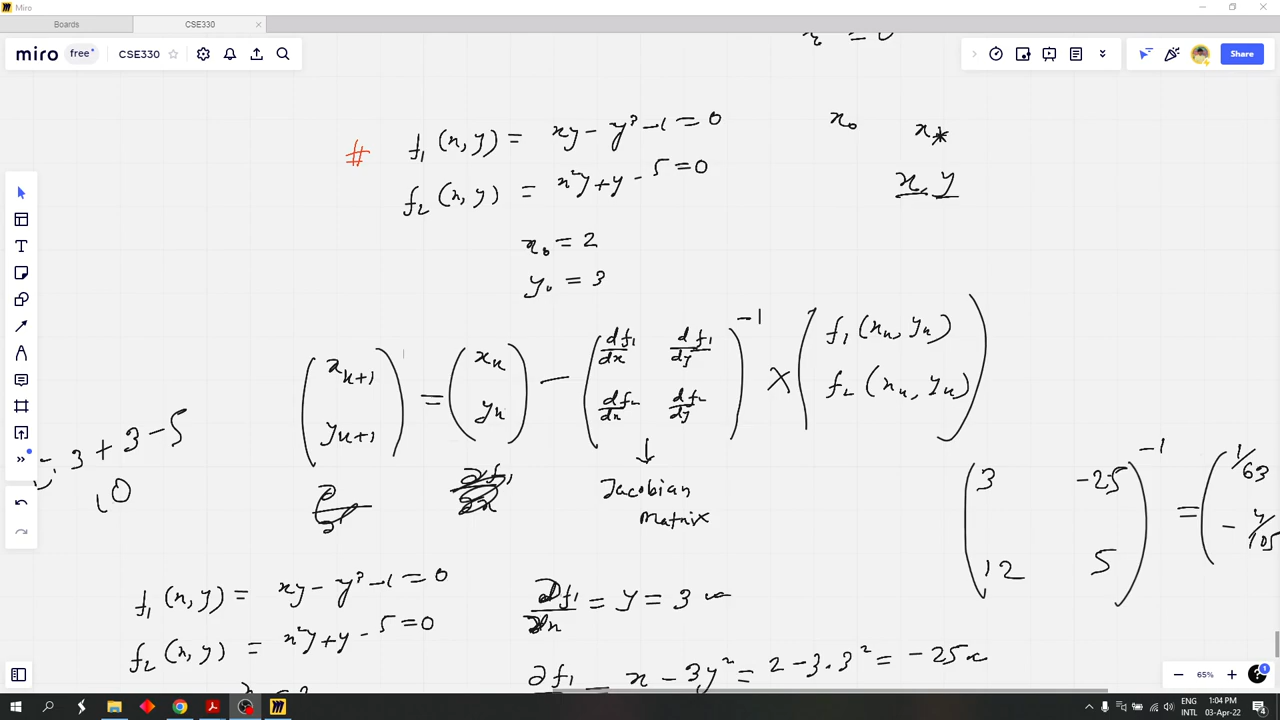 Miro
Boards
CSE330
miro free
CSE330
Share
# f₁ (x, y) = xy - y³ - 1 = 0
f₂ (x, y) = x²y + y - 5 = 0
x₀ x*
x, y
x₀ = 2
y₀ = 3
(xₖ₊₁ yₖ₊₁) = (xₖ yₖ) - (df₁/dx df₁/dy df₂/dx df₂/dy)⁻¹ × (f₁ (xₖ, yₖ) f₂ (xₖ, yₖ))
= 3 + 3 - 5
10
Jacobian
Matrix
(3 -25 12 5)⁻¹ = (1/63 - 4/105
f₁ (x, y) = xy - y³ - 1 = 0
f₂ (x, y) = x²y + y - 5 = 0
∂f₁/∂x = y = 3
∂f₁ = x - 3y² = 2 - 3.3² = -25
65%
ENG
INTL
1:04 PM
03-Apr-22
4